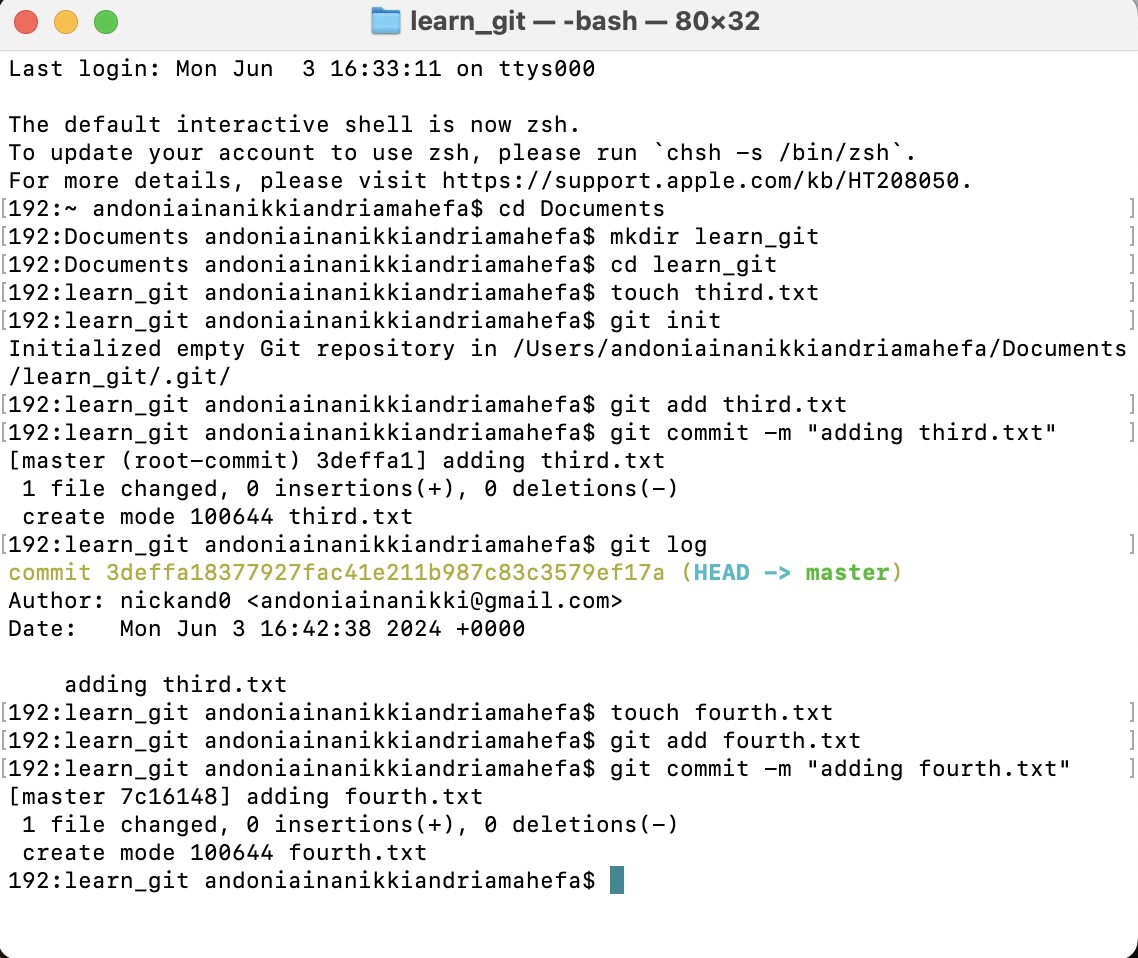 learn_git — -bash — 80×32
Last login: Mon Jun  3 16:33:11 on ttys000

The default interactive shell is now zsh.
To update your account to use zsh, please run `chsh -s /bin/zsh`.
For more details, please visit https://support.apple.com/kb/HT208050.
[192:~ andoniainanikkiandriamahefa$ cd Documents ]
[192:Documents andoniainanikkiandriamahefa$ mkdir learn_git ]
[192:Documents andoniainanikkiandriamahefa$ cd learn_git ]
[192:learn_git andoniainanikkiandriamahefa$ touch third.txt ]
[192:learn_git andoniainanikkiandriamahefa$ git init ]
Initialized empty Git repository in /Users/andoniainanikkiandriamahefa/Documents
/learn_git/.git/
[192:learn_git andoniainanikkiandriamahefa$ git add third.txt ]
[192:learn_git andoniainanikkiandriamahefa$ git commit -m "adding third.txt" ]
[master (root-commit) 3deffa1] adding third.txt
 1 file changed, 0 insertions(+), 0 deletions(-)
 create mode 100644 third.txt
[192:learn_git andoniainanikkiandriamahefa$ git log ]
commit 3deffa18377927fac41e211b987c83c3579ef17a (HEAD -> master)
Author: nickand0 <andoniainanikki@gmail.com>
Date:   Mon Jun 3 16:42:38 2024 +0000

    adding third.txt
[192:learn_git andoniainanikkiandriamahefa$ touch fourth.txt ]
[192:learn_git andoniainanikkiandriamahefa$ git add fourth.txt ]
[192:learn_git andoniainanikkiandriamahefa$ git commit -m "adding fourth.txt" ]
[master 7c16148] adding fourth.txt
 1 file changed, 0 insertions(+), 0 deletions(-)
 create mode 100644 fourth.txt
192:learn_git andoniainanikkiandriamahefa$